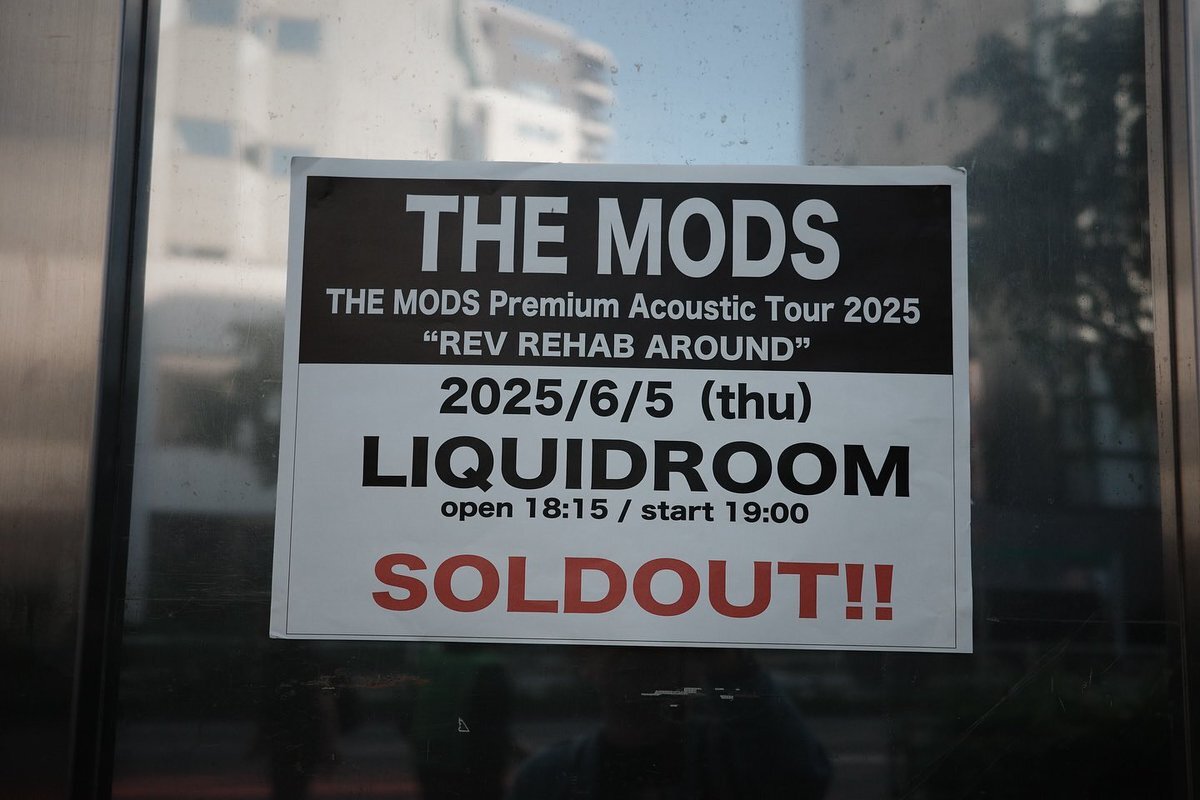 THE MODS
THE MODS Premium Acoustic Tour 2025
“REV REHAB AROUND”
2025/6/5 (thu)
LIQUIDROOM
open 18:15 / start 19:00
SOLDOUT!!